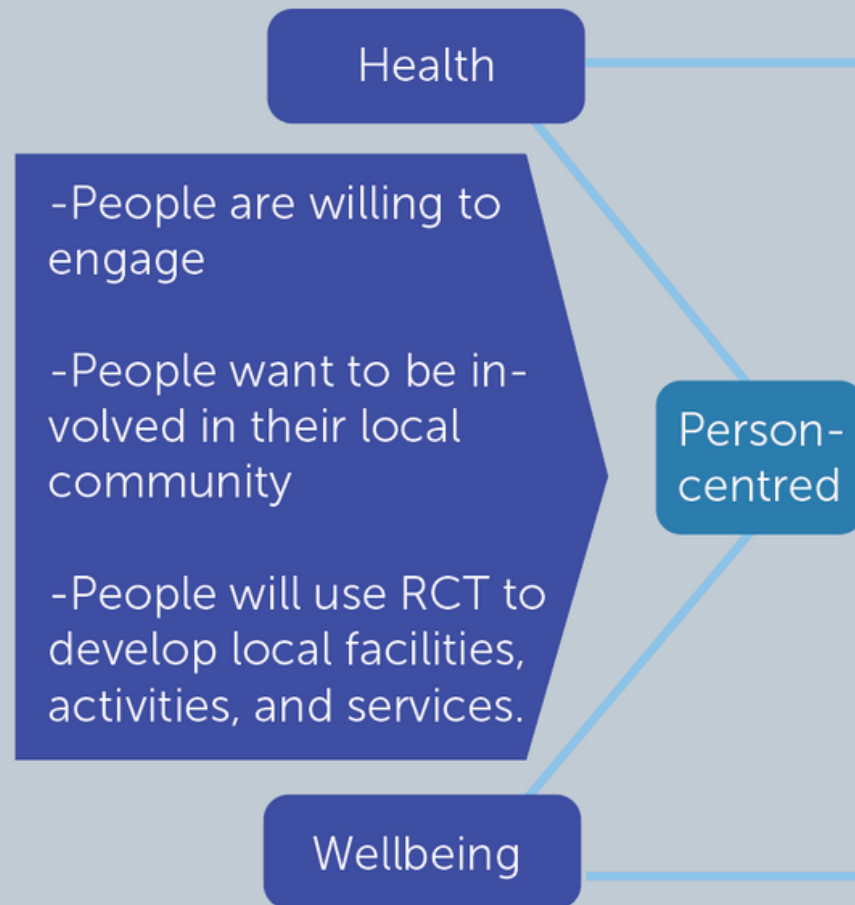 Health
-People are willing to
engage
-People want to be in-
volved in their local
community
-People will use RCT to
develop local facilities,
activities, and services.
Person-
centred
Wellbeing